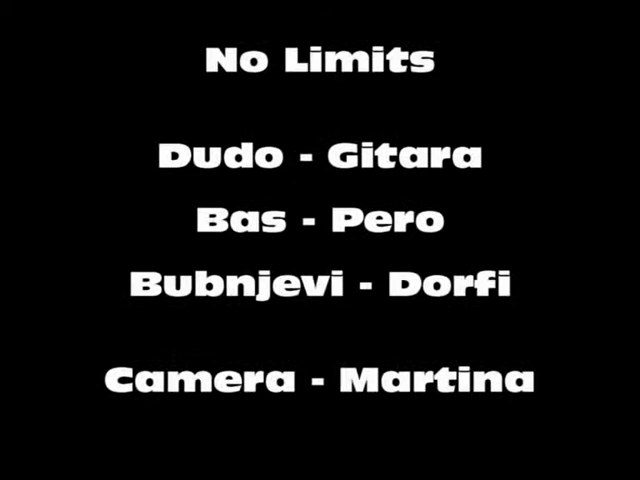 No Limits
Dudo - Gitara
Bas - Pero
Bubnjevi - Dorfi
Camera - Martina